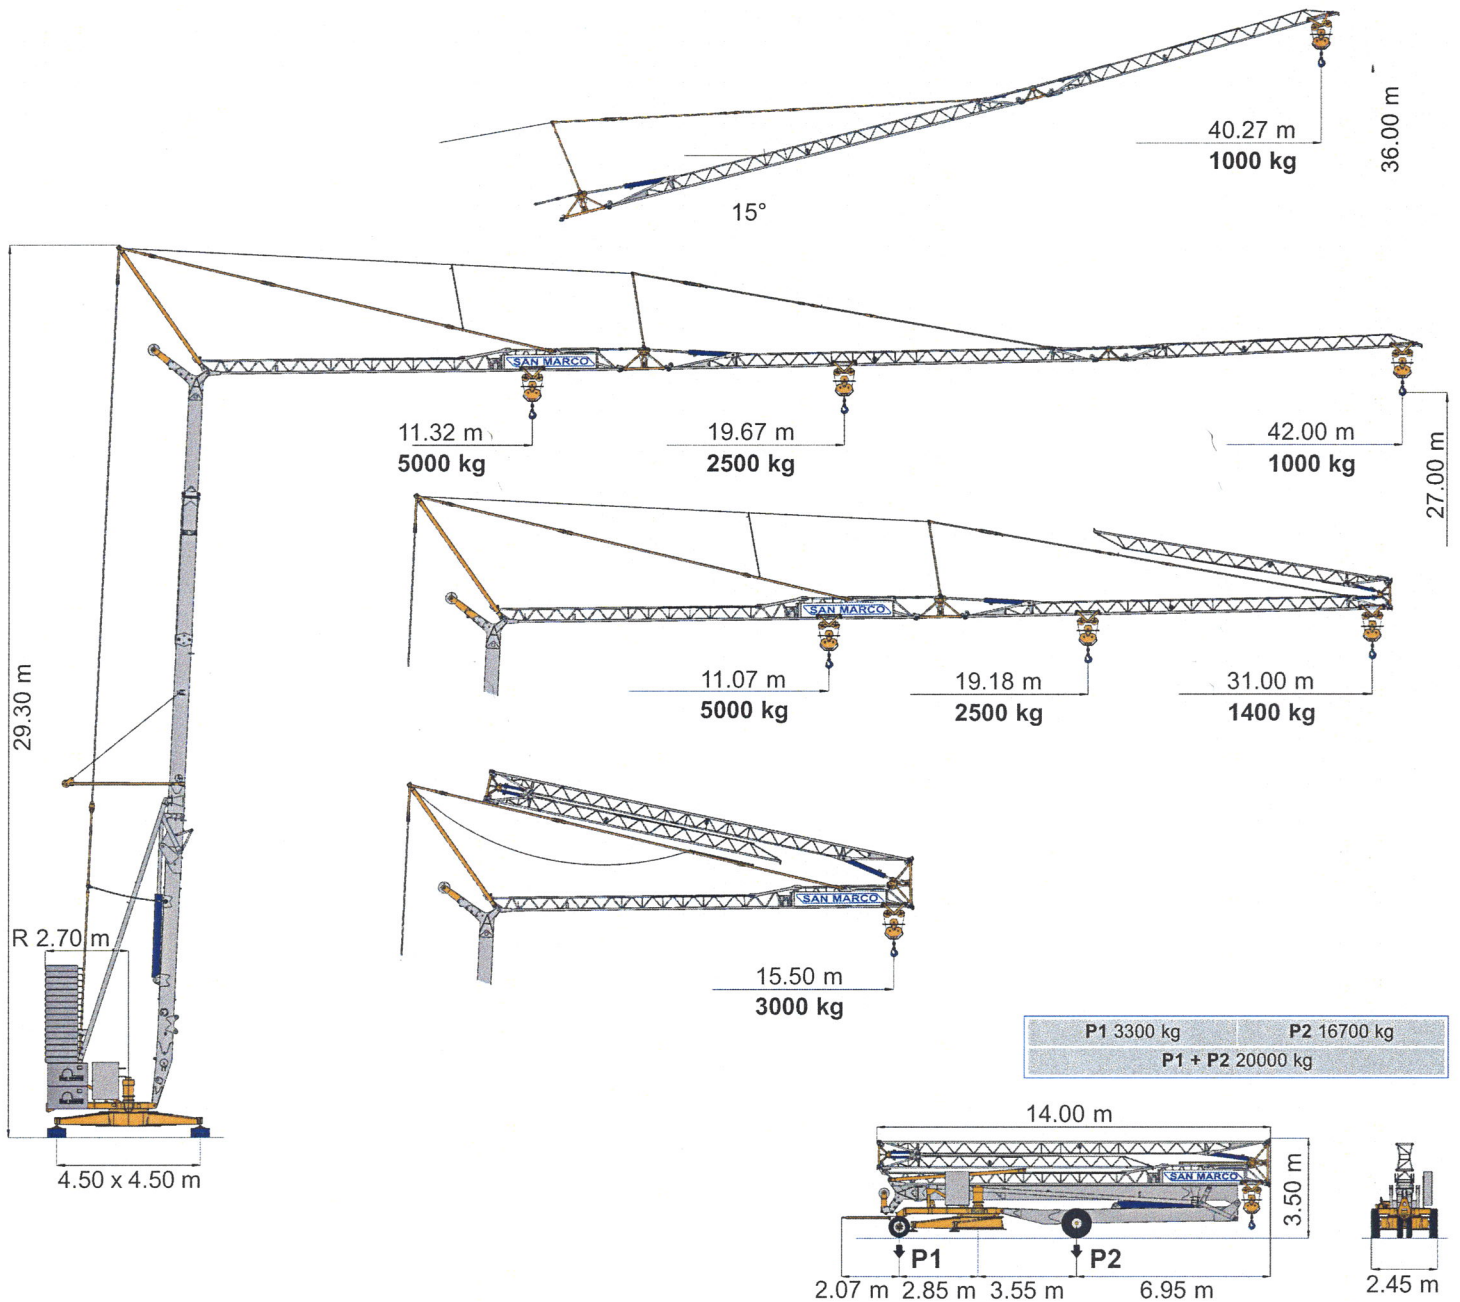 40.27 m
1000 kg
36.00 m
15°
SAN MARCO
11.32 m
5000 kg
19.67 m
2500 kg
42.00 m
1000 kg
27.00 m
29.30 m
SAN MARCO
11.07 m
5000 kg
19.18 m
2500 kg
31.00 m
1400 kg
SAN MARCO
R 2.70 m
15.50 m
3000 kg
P1 3300 kg
P2 16700 kg
P1 + P2 20000 kg
14.00 m
4.50 x 4.50 m
SAN MARCO
3.50 m
P1
P2
2.07 m
2.85 m
3.55 m
6.95 m
2.45 m